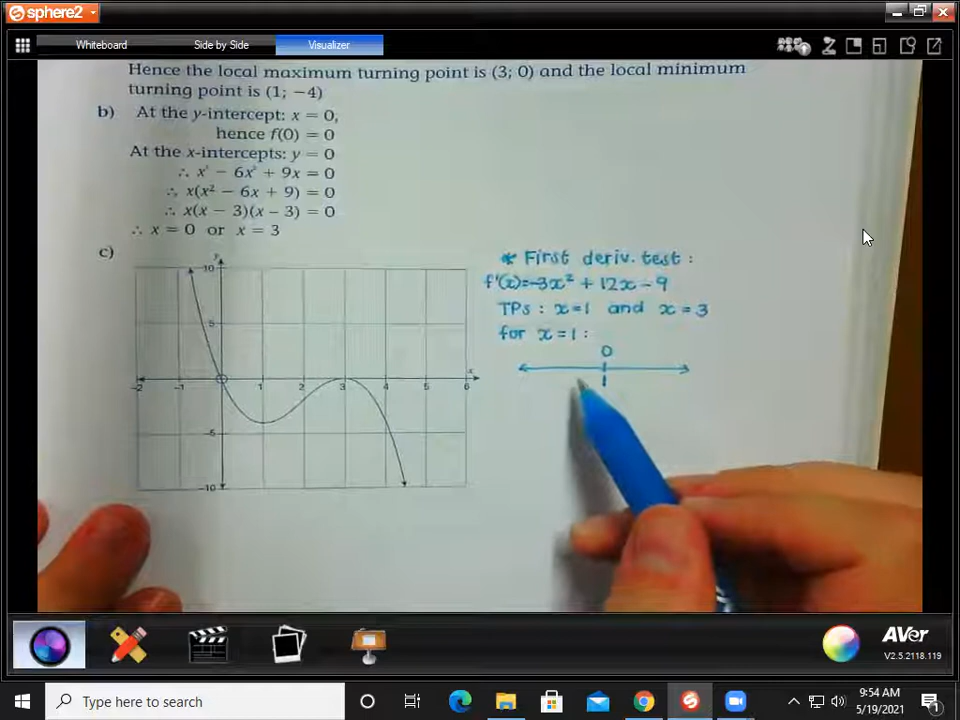 sphere2
Whiteboard
Side by Side
Visualizer
Hence the local maximum turning point is (3; 0) and the local minimum
turning point is (1; −4)
b) At the y-intercept: x = 0,
hence f(0) = 0
At the x-intercepts: y = 0
∴ x³ − 6x² + 9x = 0
∴ x(x² − 6x + 9) = 0
∴ x(x − 3)(x − 3) = 0
∴ x = 0 or x = 3
c)
y
10
5
x
−2 −1 1 2 3 4 5 6
−5
−10
* First deriv. test :
f'(x)=-3x² + 12x - 9
TPs : x=1 and x=3
for x=1 :
0
1
AVer
V2.5.2118.119
Type here to search
9:54 AM
5/19/2021
1